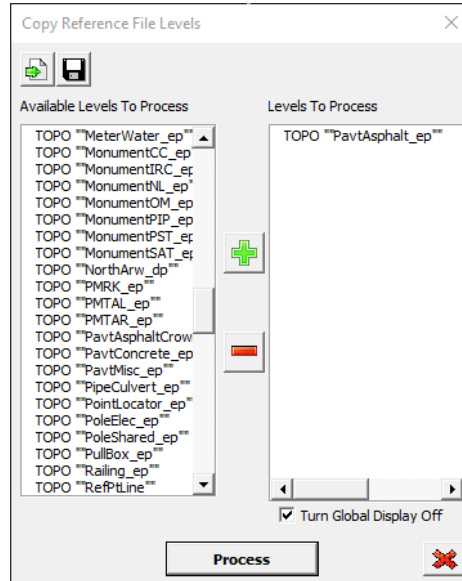 Copy Reference File Levels
Available Levels To Process
TOPO ""MeterWater_ep""
TOPO ""MonumentCC_ep
TOPO ""MonumentIRC_ep
TOPO ""MonumentNL_ep"
TOPO ""MonumentOM_ep
TOPO ""MonumentPIP_ep
TOPO ""MonumentPST_ep
TOPO ""MonumentSAT_ep
TOPO ""NorthArw_dp""
TOPO ""PMRK_ep""
TOPO ""PMTAL_ep""
TOPO ""PMTAR_ep""
TOPO ""PavtAsphaltCrow
TOPO ""PavtConcrete_ep
TOPO ""PavtMisc_ep""
TOPO ""PipeCulvert_ep""
TOPO ""PointLocator_ep"
TOPO ""PoleElec_ep""
TOPO ""PoleShared_ep""
TOPO ""PullBox_ep""
TOPO ""Railing_ep""
TOPO ""RefPtLine""
Levels To Process
TOPO ""PavtAsphalt_ep""
Turn Global Display Off
Process